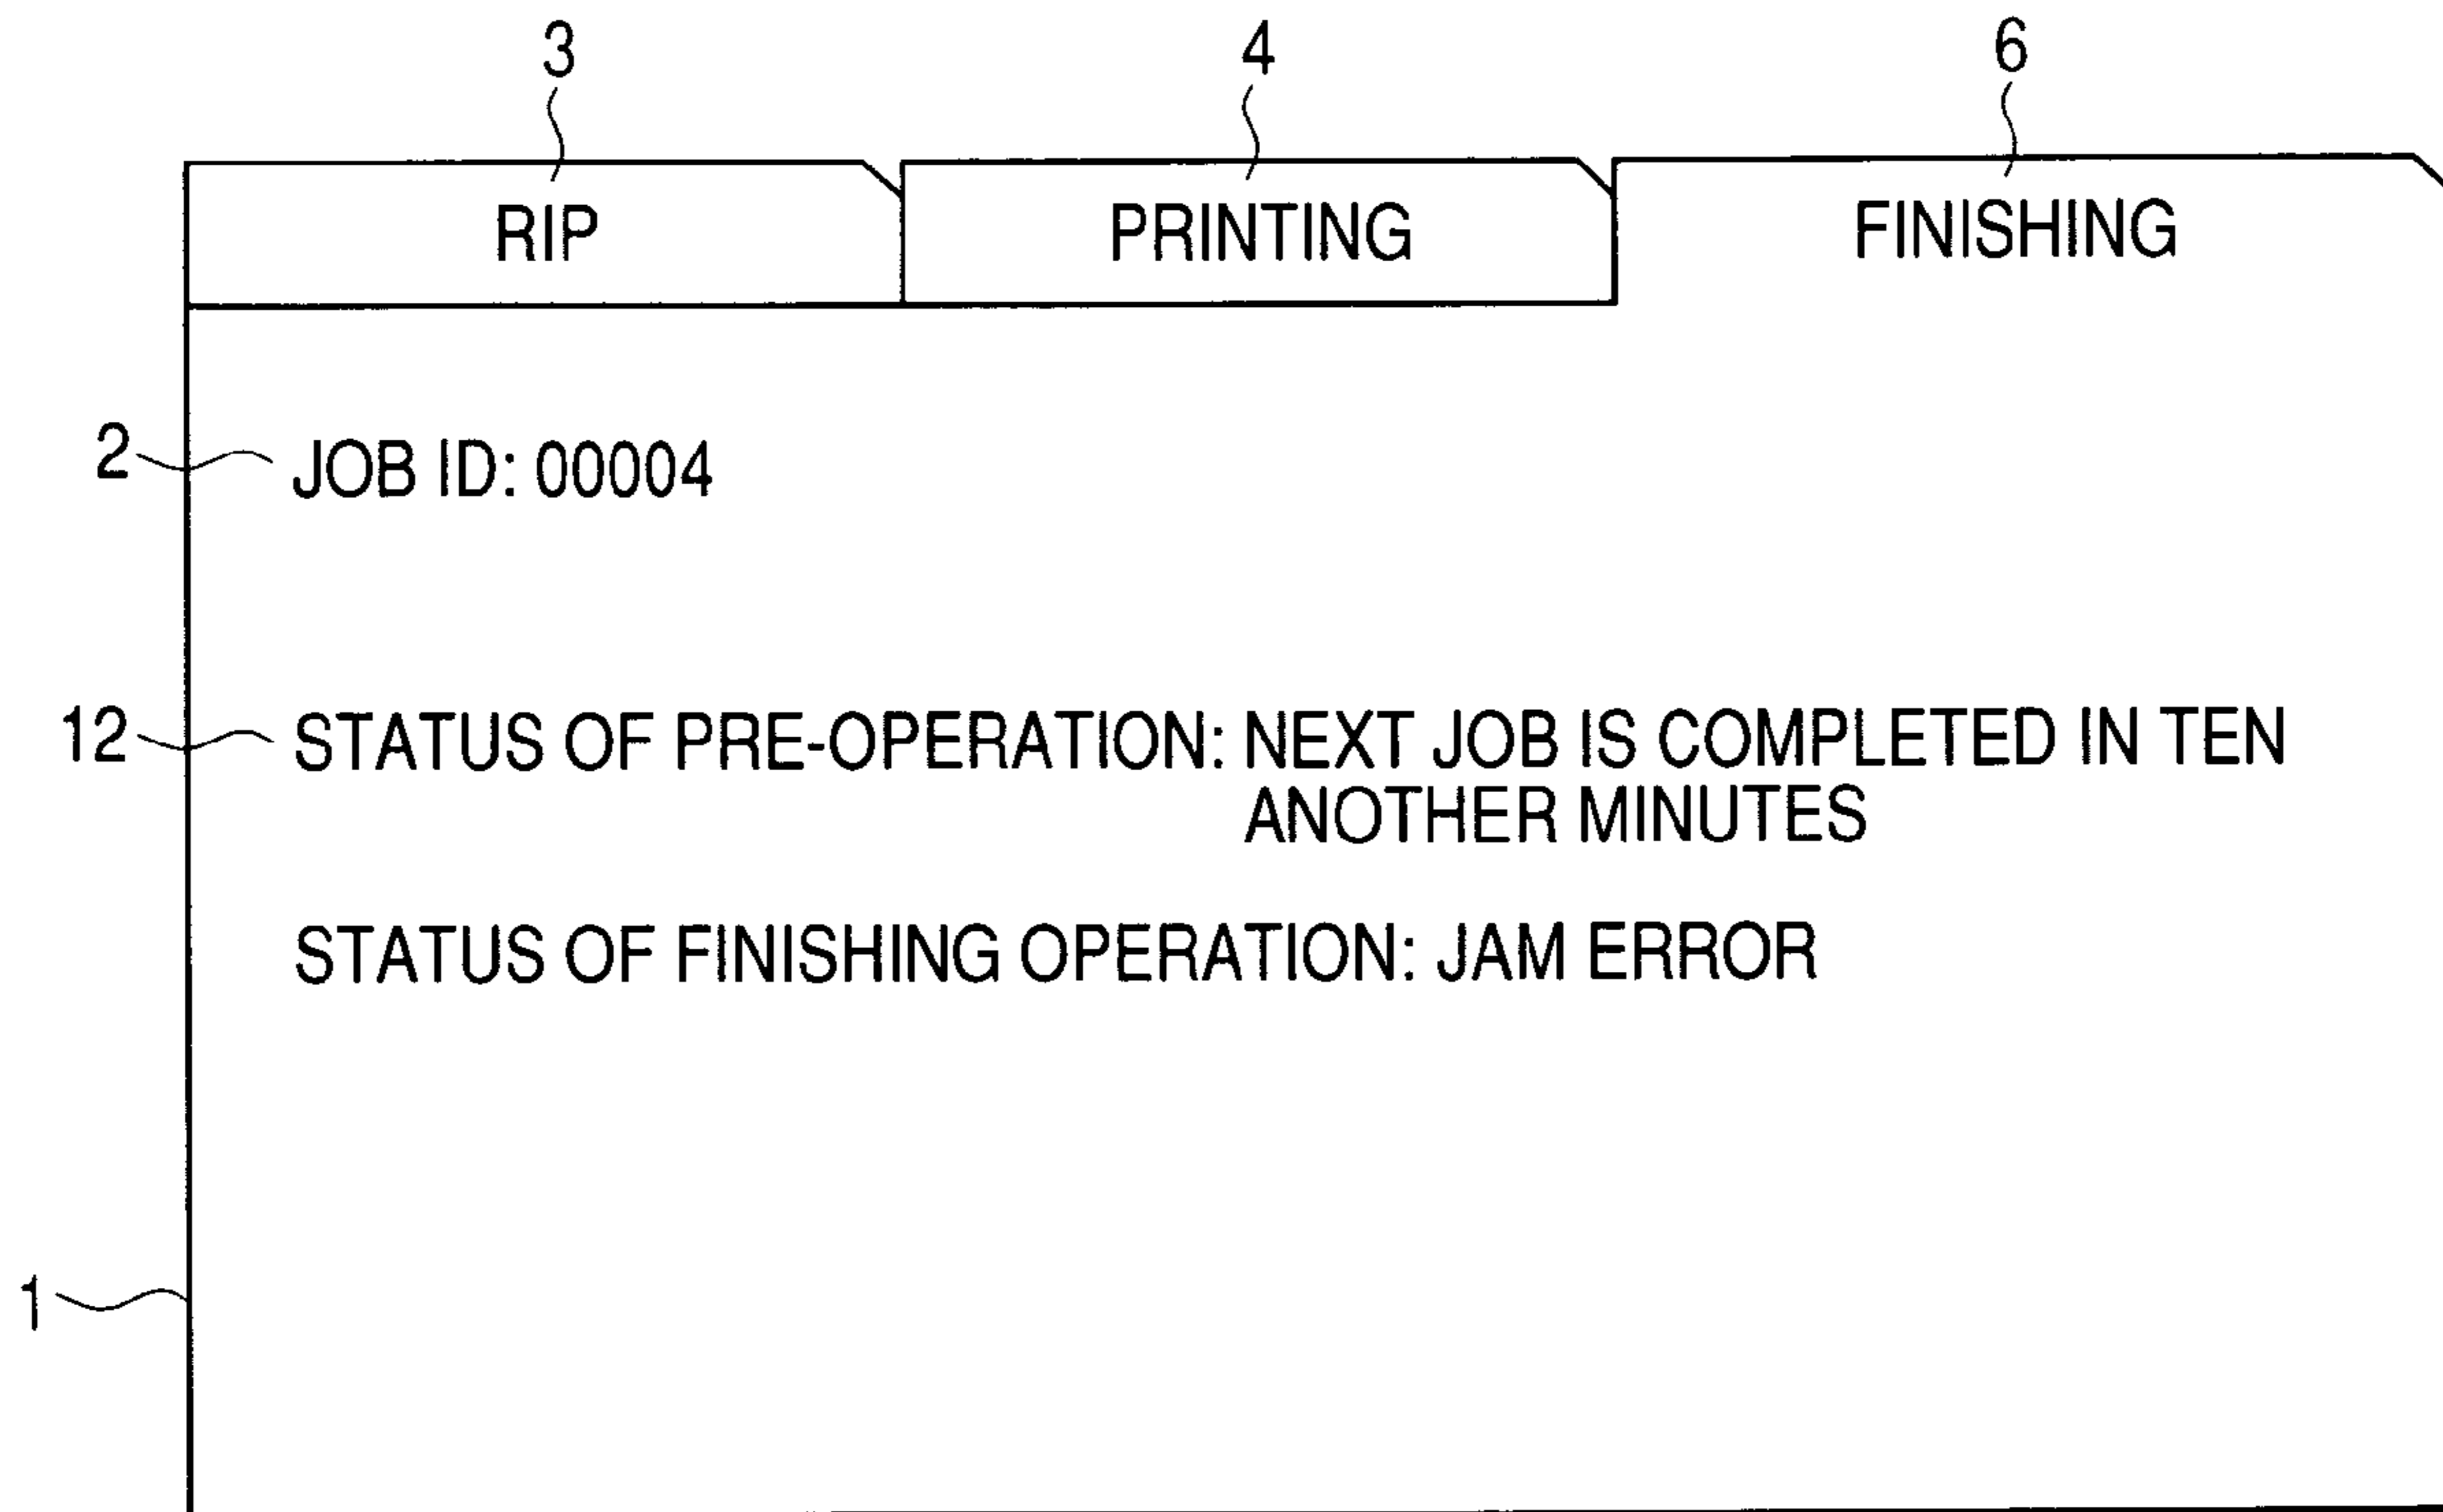 3 4 6
RIP PRINTING FINISHING
2 JOB ID: 00004
12 STATUS OF PRE-OPERATION: NEXT JOB IS COMPLETED IN TEN
ANOTHER MINUTES
STATUS OF FINISHING OPERATION: JAM ERROR
1